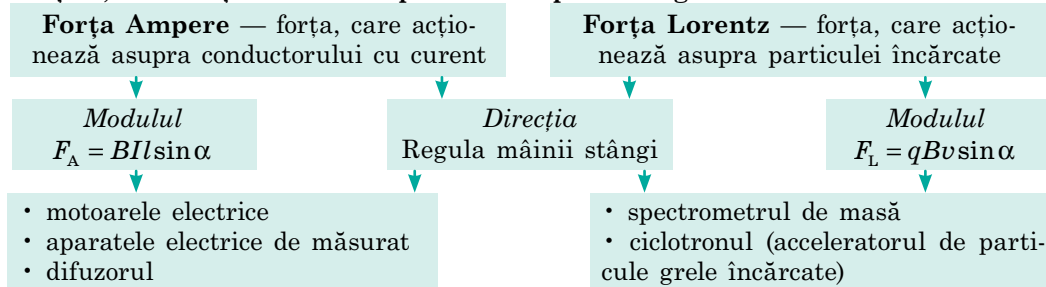 Forța Ampere — forța, care acțio-
nează asupra conductorului cu curent
Forța Lorentz — forța, care acțio-
nează asupra particulei încărcate
Modulul
F_A = BIl sin α
Direcția
Regula mâinii stângi
Modulul
F_L = qBv sin α
• motoarele electrice
• aparatele electrice de măsurat
• difuzorul
• spectrometrul de masă
• ciclotronul (acceleratorul de parti-
cule grele încărcate)